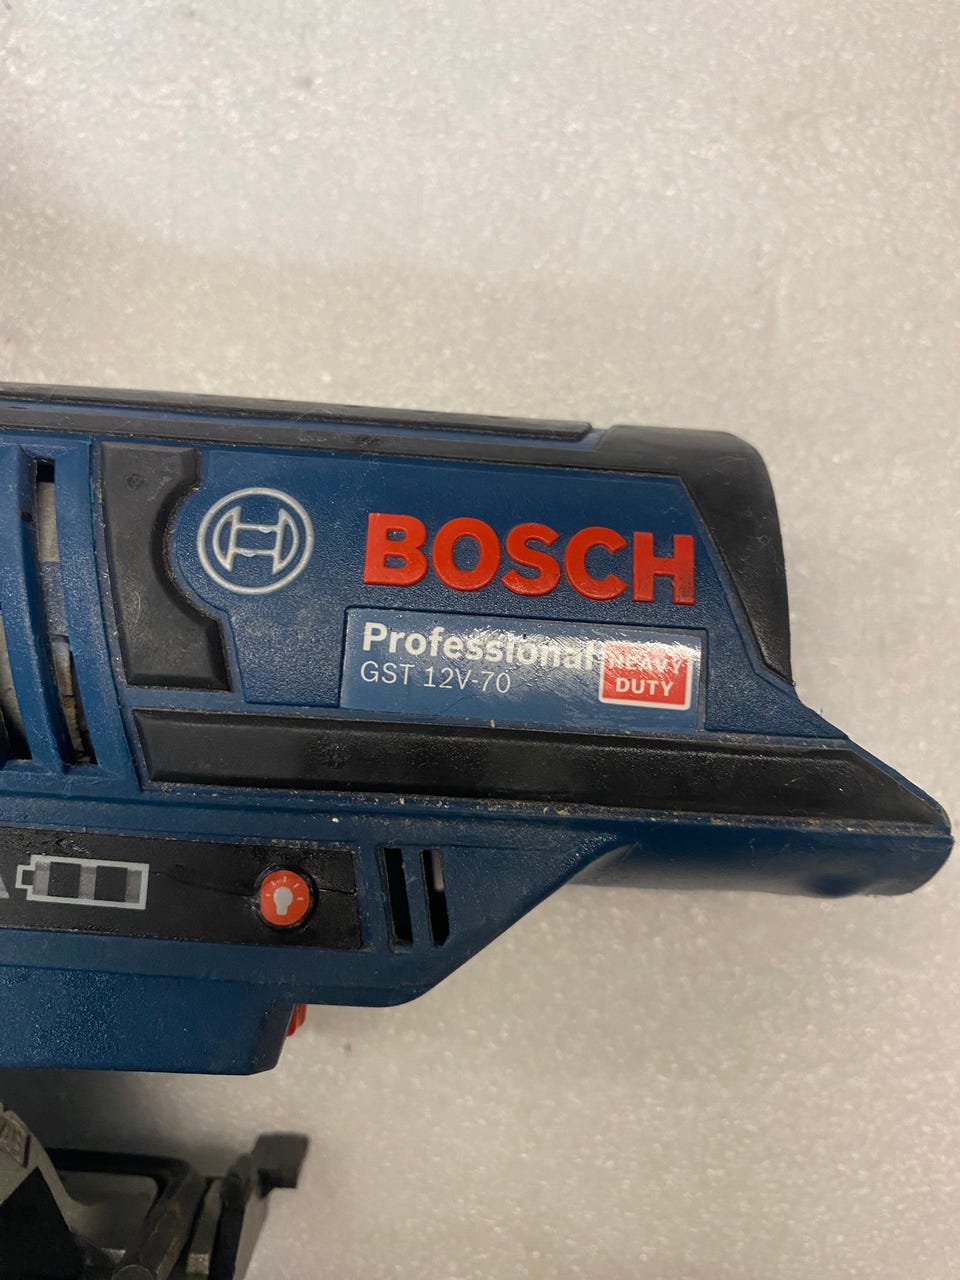 BOSCH
Professional
GST 12V-70
HEAVY
DUTY